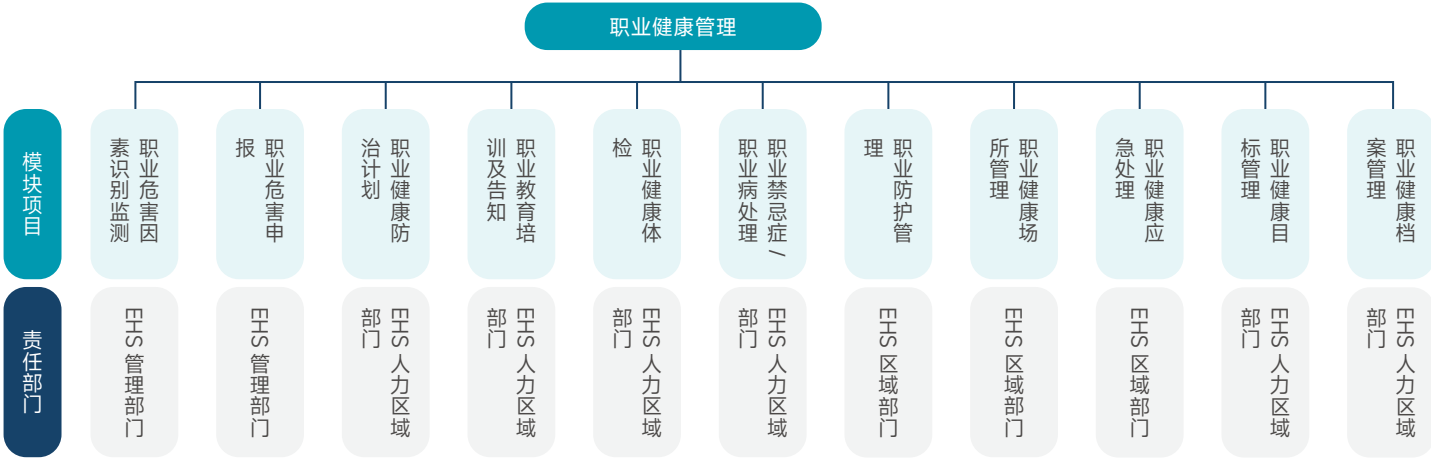 职业健康管理
模块项目
职业危害因
素识别监测
职业危害申
报
职业健康防
治计划
职业教育培
训及告知
职业健康体
检
职业禁忌症/
职业病处理
职业防护管
理
职业健康场
所管理
职业健康应
急处理
职业健康目
标管理
职业健康档
案管理
责任部门
EHS 管理部门
EHS 管理部门
EHS 人力区域
部门
EHS 人力区域
部门
EHS 人力区域
部门
EHS 人力区域
部门
EHS 区域部门
EHS 区域部门
EHS 区域部门
EHS 人力区域
部门
EHS 人力区域
部门